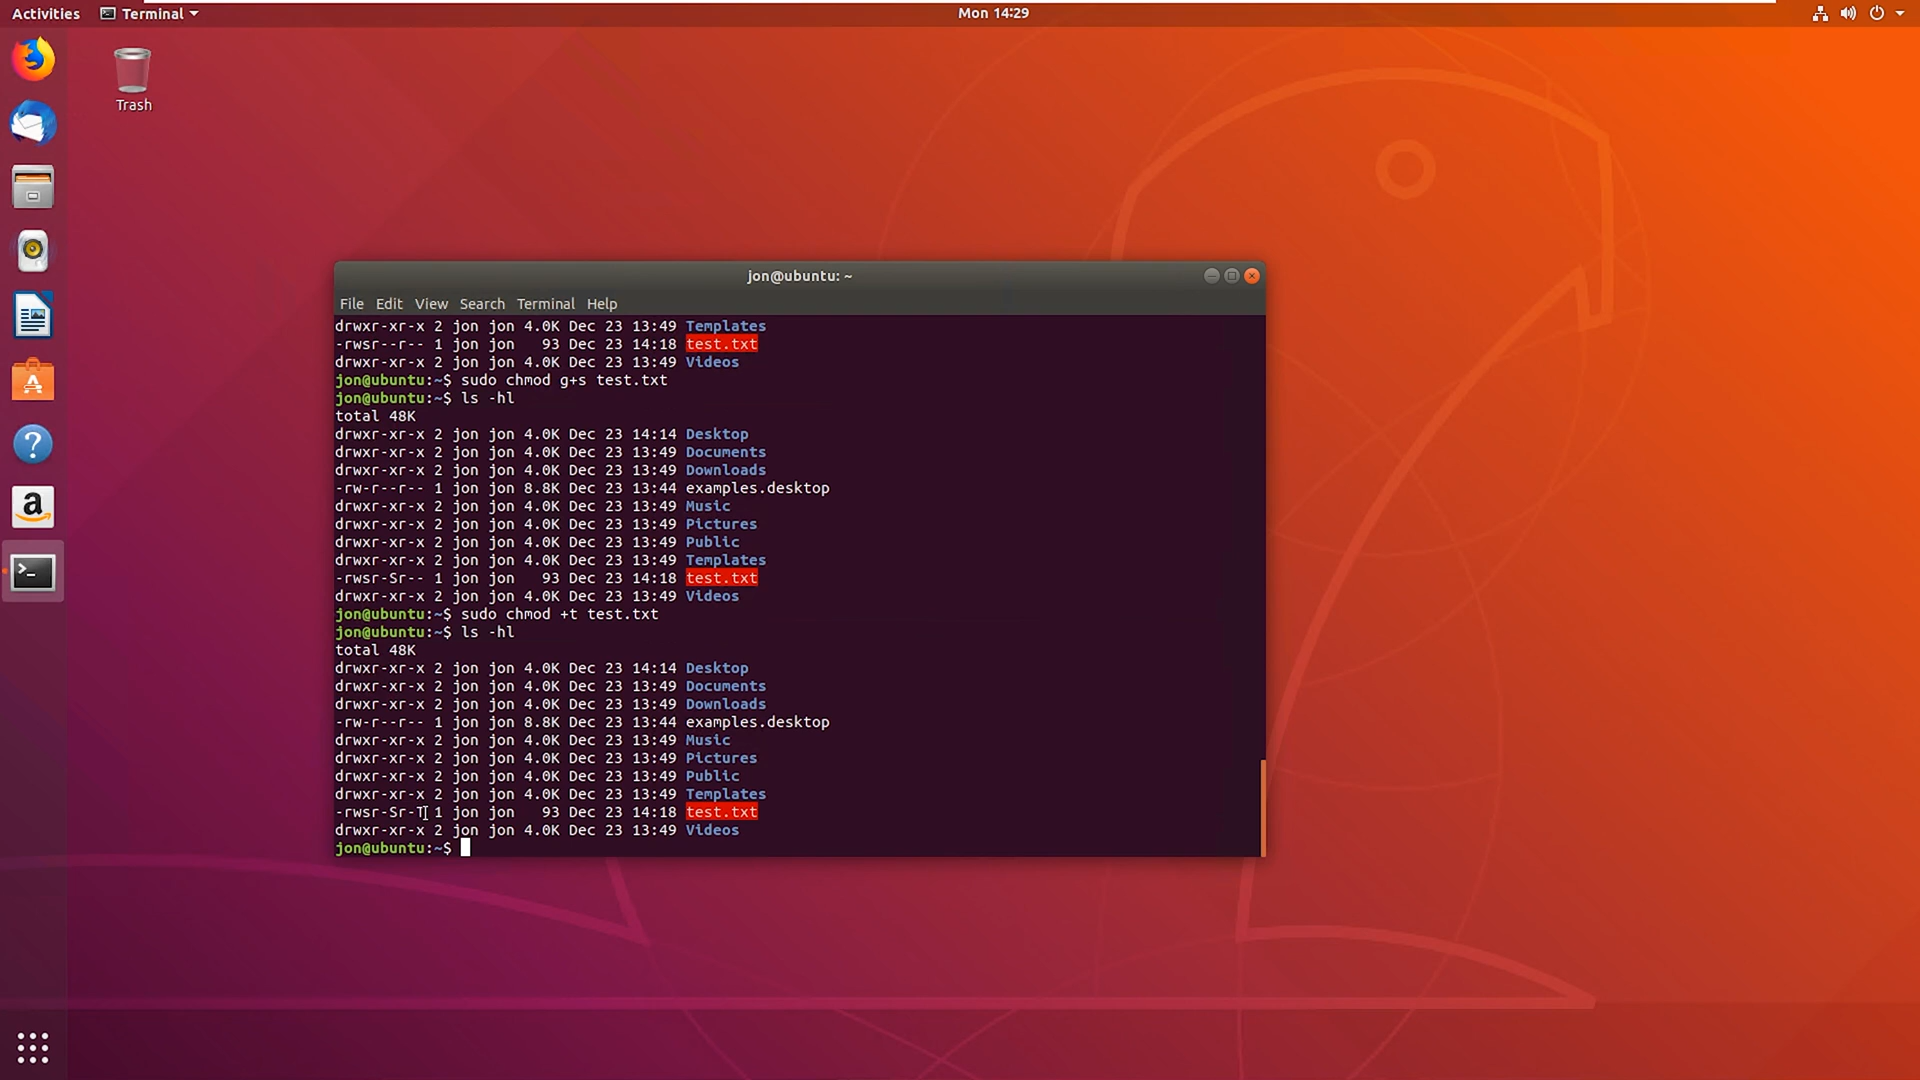 Activities Terminal Mon 14:29
Trash
jon@ubuntu: ~
File Edit View Search Terminal Help
drwxr-xr-x 2 jon jon 4.0K Dec 23 13:49 Templates
-rwsr--r-- 1 jon jon   93 Dec 23 14:18 test.txt
drwxr-xr-x 2 jon jon 4.0K Dec 23 13:49 Videos
jon@ubuntu:~$ sudo chmod g+s test.txt
jon@ubuntu:~$ ls -hl
total 48K
drwxr-xr-x 2 jon jon 4.0K Dec 23 14:14 Desktop
drwxr-xr-x 2 jon jon 4.0K Dec 23 13:49 Documents
drwxr-xr-x 2 jon jon 4.0K Dec 23 13:49 Downloads
-rw-r--r-- 1 jon jon 8.8K Dec 23 13:44 examples.desktop
drwxr-xr-x 2 jon jon 4.0K Dec 23 13:49 Music
drwxr-xr-x 2 jon jon 4.0K Dec 23 13:49 Pictures
drwxr-xr-x 2 jon jon 4.0K Dec 23 13:49 Public
drwxr-xr-x 2 jon jon 4.0K Dec 23 13:49 Templates
-rwsr-Sr-- 1 jon jon   93 Dec 23 14:18 test.txt
drwxr-xr-x 2 jon jon 4.0K Dec 23 13:49 Videos
jon@ubuntu:~$ sudo chmod +t test.txt
jon@ubuntu:~$ ls -hl
total 48K
drwxr-xr-x 2 jon jon 4.0K Dec 23 14:14 Desktop
drwxr-xr-x 2 jon jon 4.0K Dec 23 13:49 Documents
drwxr-xr-x 2 jon jon 4.0K Dec 23 13:49 Downloads
-rw-r--r-- 1 jon jon 8.8K Dec 23 13:44 examples.desktop
drwxr-xr-x 2 jon jon 4.0K Dec 23 13:49 Music
drwxr-xr-x 2 jon jon 4.0K Dec 23 13:49 Pictures
drwxr-xr-x 2 jon jon 4.0K Dec 23 13:49 Public
drwxr-xr-x 2 jon jon 4.0K Dec 23 13:49 Templates
-rwsr-Sr-T 1 jon jon   93 Dec 23 14:18 test.txt
drwxr-xr-x 2 jon jon 4.0K Dec 23 13:49 Videos
jon@ubuntu:~$